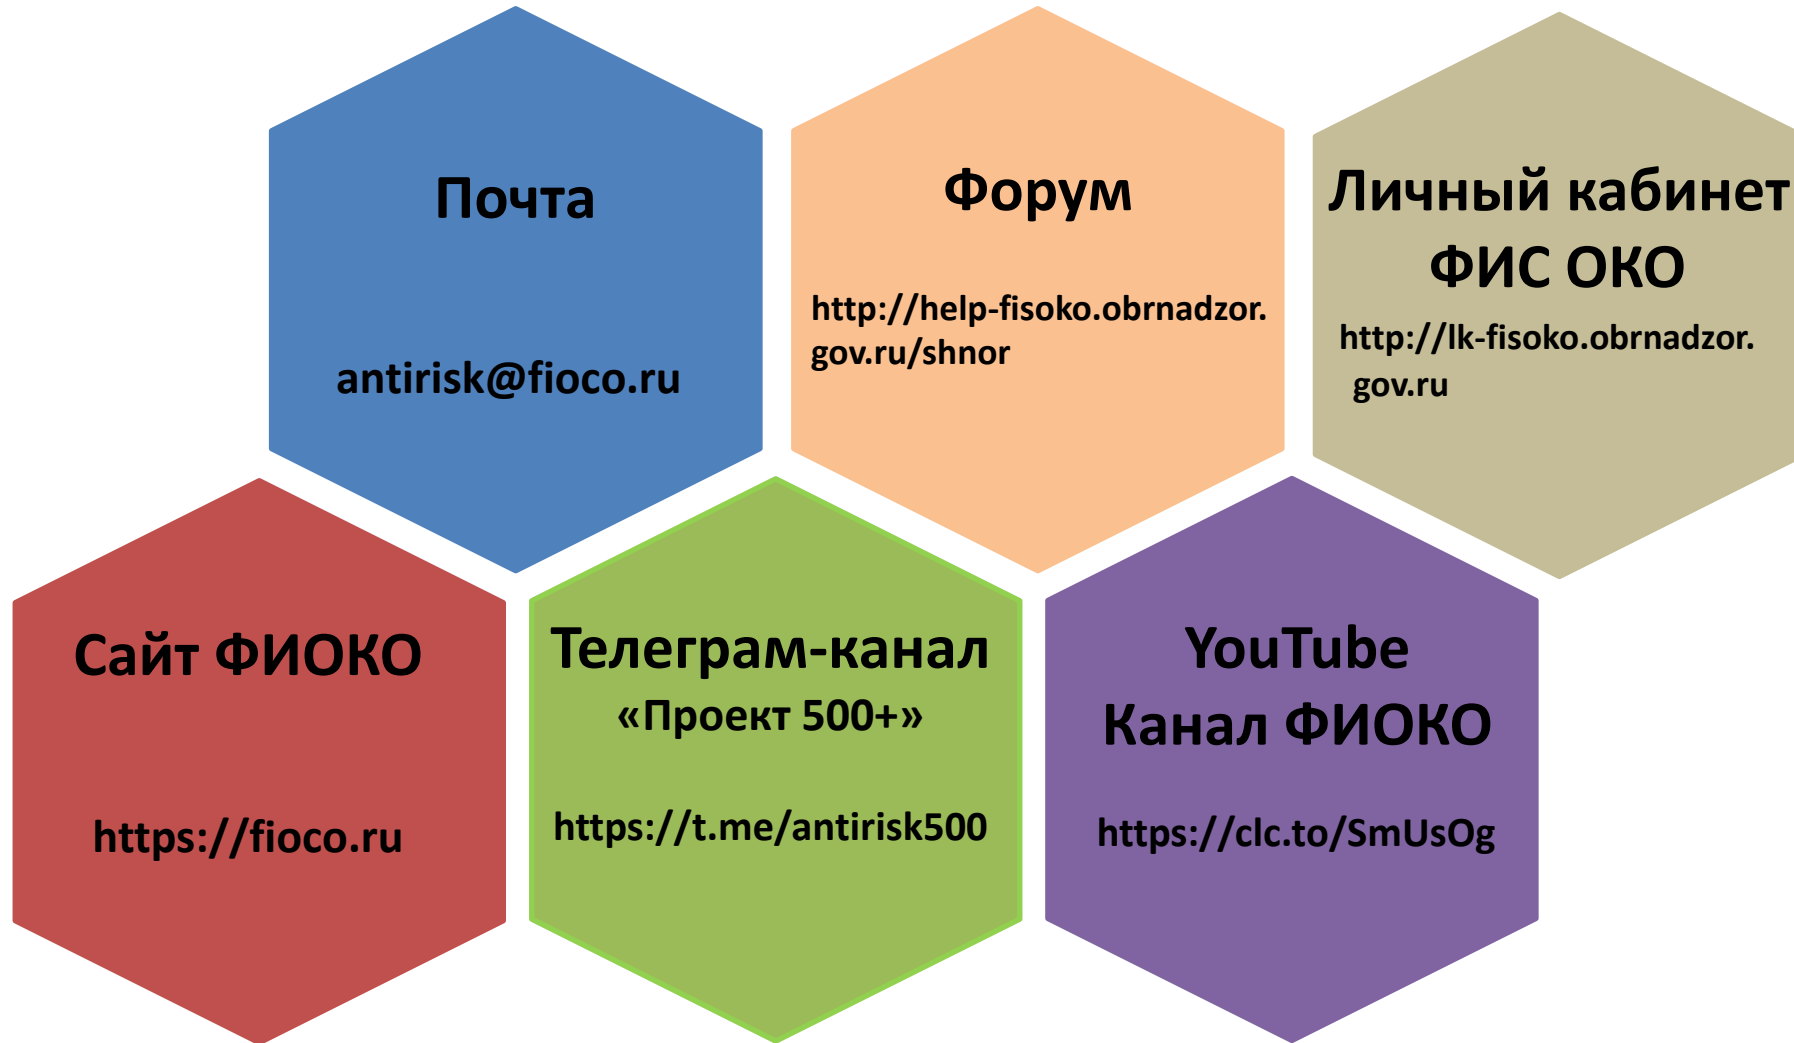 Почта
antirisk@fioco.ru
Форум
http://help-fisoko.obrnadzor.
gov.ru/shnor
Личный кабинет
ФИС ОКО
http://lk-fisoko.obrnadzor.
gov.ru
Сайт ФИОКО
https://fioco.ru
Телеграм-канал
«Проект 500+»
https://t.me/antirisk500
YouTube
Канал ФИОКО
https://clc.to/SmUsOg